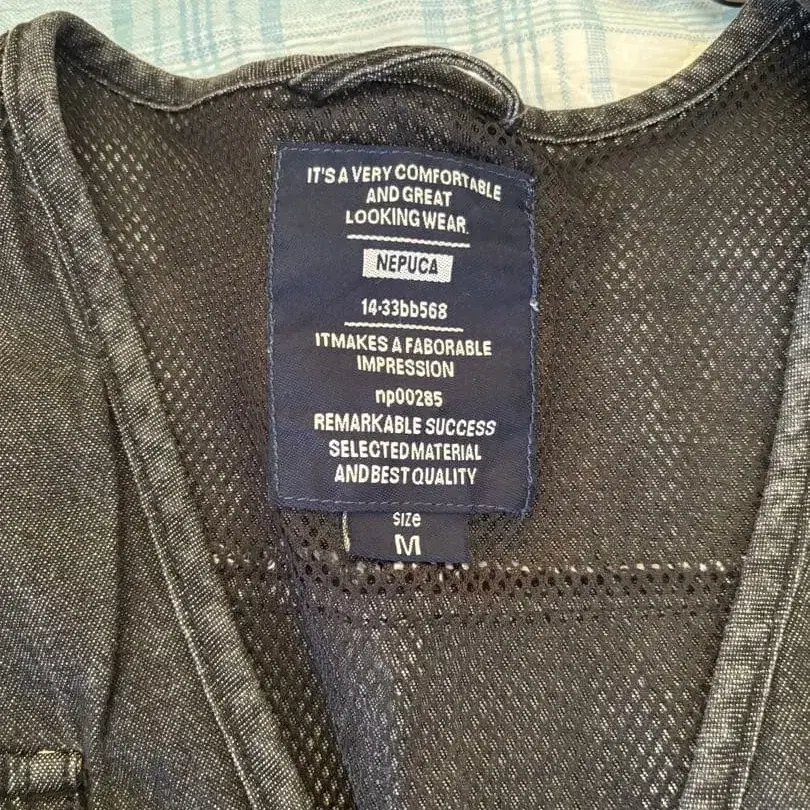 IT'S A VERY COMFORTABLE
AND GREAT
LOOKING WEAR.
NEPUCA
14-33bb568
ITMAKES A FABORABLE
IMPRESSION
np00285
REMARKABLE SUCCESS
SELECTED MATERIAL
AND BEST QUALITY
size
M